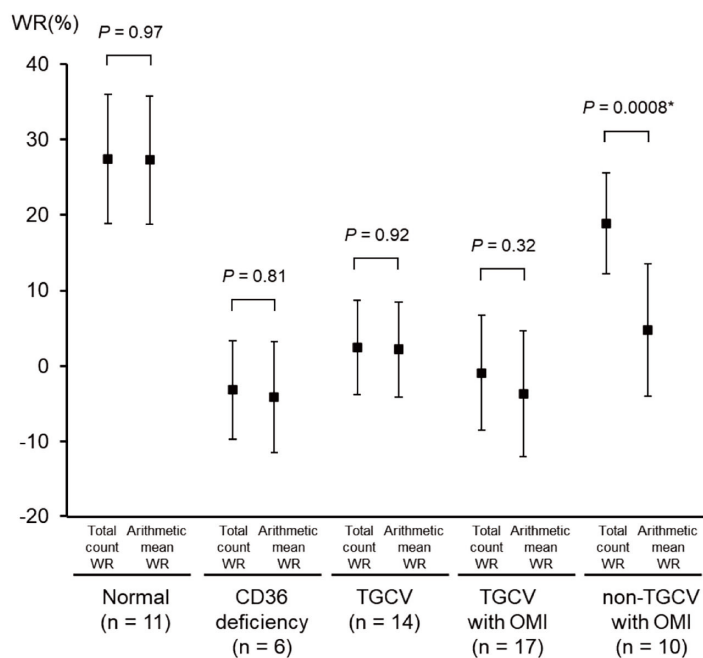 WR(%)
P = 0.97
40
P = 0.0008*
30
20
P = 0.92
P = 0.32
P = 0.81
10
0
-10
-20
Total count WR
Arithmetic mean WR
Total count WR
Arithmetic mean WR
Total count WR
Arithmetic mean WR
Total count WR
Arithmetic mean WR
Total count WR
Arithmetic mean WR
Normal
(n = 11)
CD36
deficiency
(n = 6)
TGCV
(n = 14)
TGCV
with OMI
(n = 17)
non-TGCV
with OMI
(n = 10)